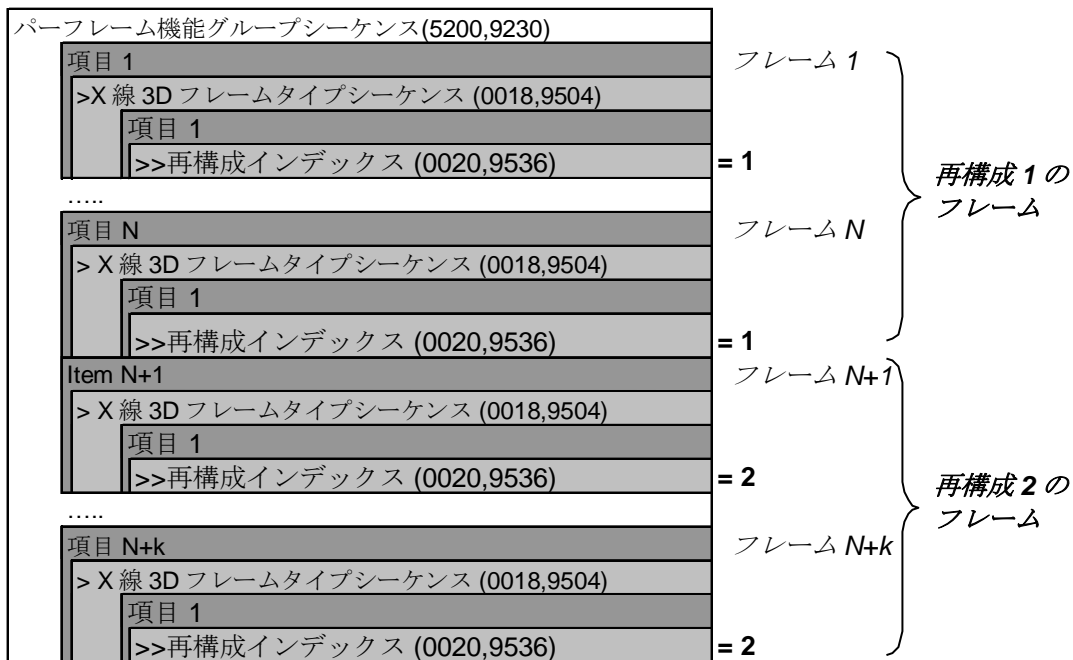 パーフレーム機能グループシーケンス(5200,9230)
項目 1
フレーム 1
>X 線 3D フレームタイプシーケンス (0018,9504)
項目 1
>>再構成インデックス (0020,9536)
= 1
再構成 1 の
フレーム
.....
項目 N
フレーム N
> X 線 3D フレームタイプシーケンス (0018,9504)
項目 1
>>再構成インデックス (0020,9536)
= 1
Item N+1
フレーム N+1
> X 線 3D フレームタイプシーケンス (0018,9504)
項目 1
>>再構成インデックス (0020,9536)
= 2
再構成 2 の
フレーム
.....
項目 N+k
フレーム N+k
> X 線 3D フレームタイプシーケンス (0018,9504)
項目 1
>>再構成インデックス (0020,9536)
= 2